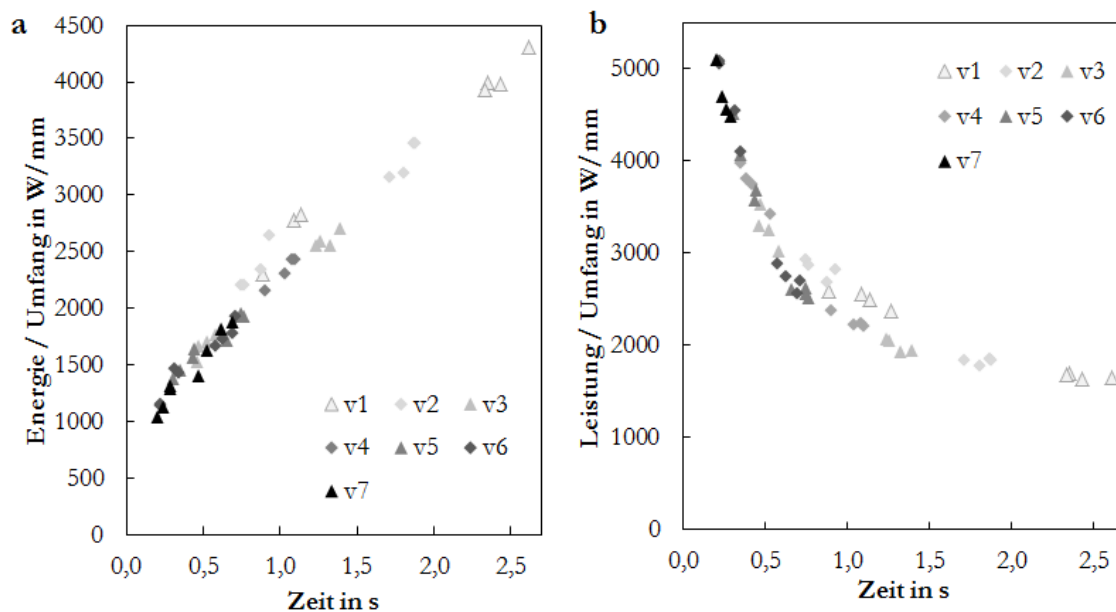 a
4500
4000
3500
3000
2500
2000
1500
1000
500
0
Energie / Umfang in W/mm
v1 v2 v3
v4 v5 v6
v7
0,0 0,5 1,0 1,5 2,0 2,5
Zeit in s
b
5000
4000
3000
2000
1000
0
Leistung / Umfang in W/mm
v1 v2 v3
v4 v5 v6
v7
0,0 0,5 1,0 1,5 2,0 2,5
Zeit in s